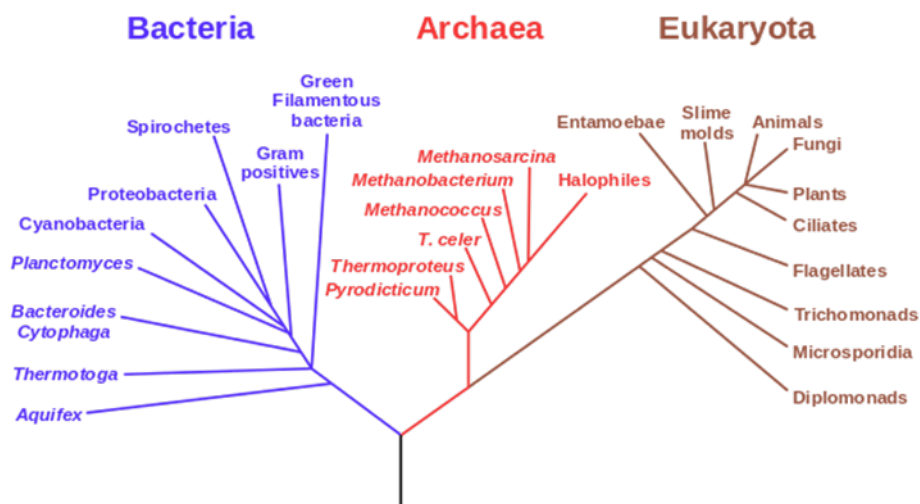 Bacteria
Archaea
Eukaryota
Green
Filamentous
bacteria
Spirochetes
Gram
positives
Proteobacteria
Cyanobacteria
Planctomyces
Bacteroides
Cytophaga
Thermotoga
Aquifex
Methanosarcina
Methanobacterium
Halophiles
Methanococcus
T. celer
Thermoproteus
Pyrodicticum
Entamoebae
Slime
molds
Animals
Fungi
Plants
Ciliates
Flagellates
Trichomonads
Microsporidia
Diplomonads